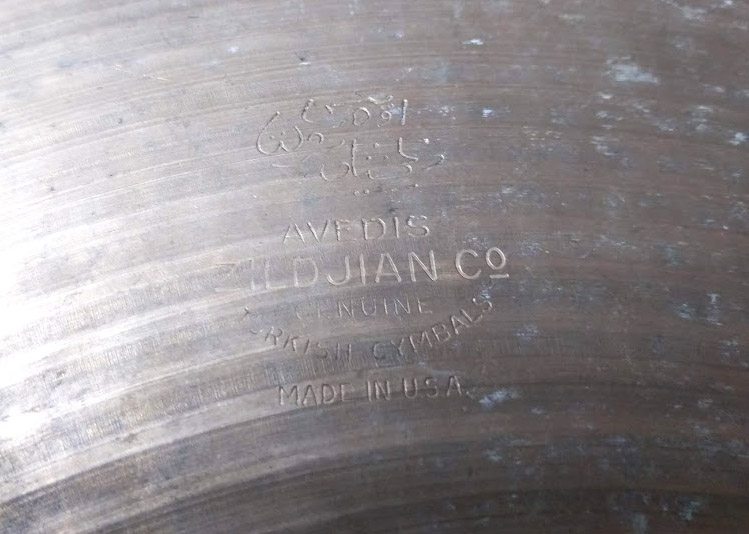 AVEDIS
ZILDJIAN Cº
GENUINE
TURKISH CYMBALS
MADE IN U.S.A.